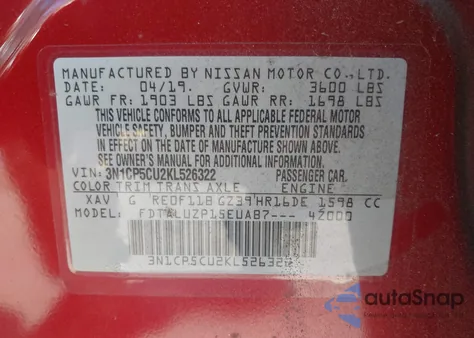 MANUFACTURED BY NISSAN MOTOR CO., LTD.
DATE: 04/19. GVWR: 3600 LBS
GAWR FR: 1903 LBS GAWR RR: 1698 LBS
THIS VEHICLE CONFORMS TO ALL APPLICABLE FEDERAL MOTOR
VEHICLE SAFETY, BUMPER AND THEFT PREVENTION STANDARDS
IN EFFECT ON THE DATE OF MANUFACTURE SHOWN ABOVE.
SEE OWNER'S MANUAL FOR ADDITIONAL INFORMATION.
VIN: 3N1CP5CU2KL526322 PASSENGER CAR.
COLOR TRIM TRANS AXLE ENGINE
XAV G RE0F11B GZ39 HR16DE 1598 CC
MODEL: FDTALUZP15EUAB7--- 42000
3N1CP5CU2KL526322
autoSnap